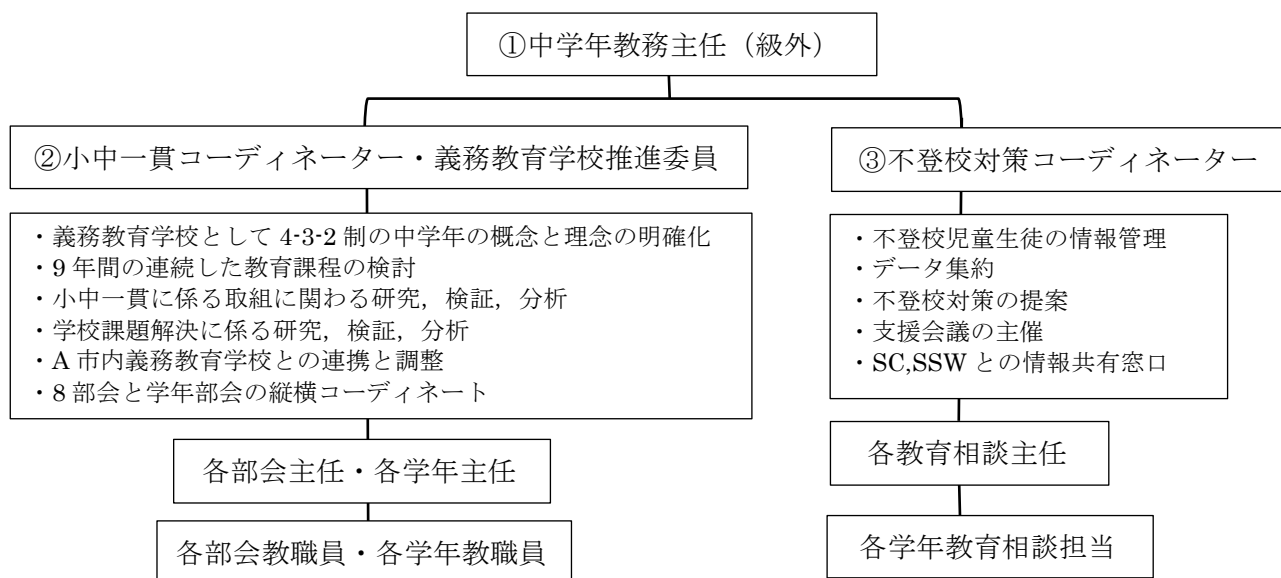 ①中学年教務主任（級外）
②小中一貫コーディネーター・義務教育学校推進委員
・義務教育学校として 4-3-2 制の中学年の概念と理念の明確化
・9 年間の連続した教育課程の検討
・小中一貫に係る取組に関わる研究，検証，分析
・学校課題解決に係る研究，検証，分析
・A 市内義務教育学校との連携と調整
・8 部会と学年部会の縦横コーディネート
各部会主任・各学年主任
各部会教職員・各学年教職員
③不登校対策コーディネーター
・不登校児童生徒の情報管理
・データ集約
・不登校対策の提案
・支援会議の主催
・SC,SSW との情報共有窓口
各教育相談主任
各学年教育相談担当